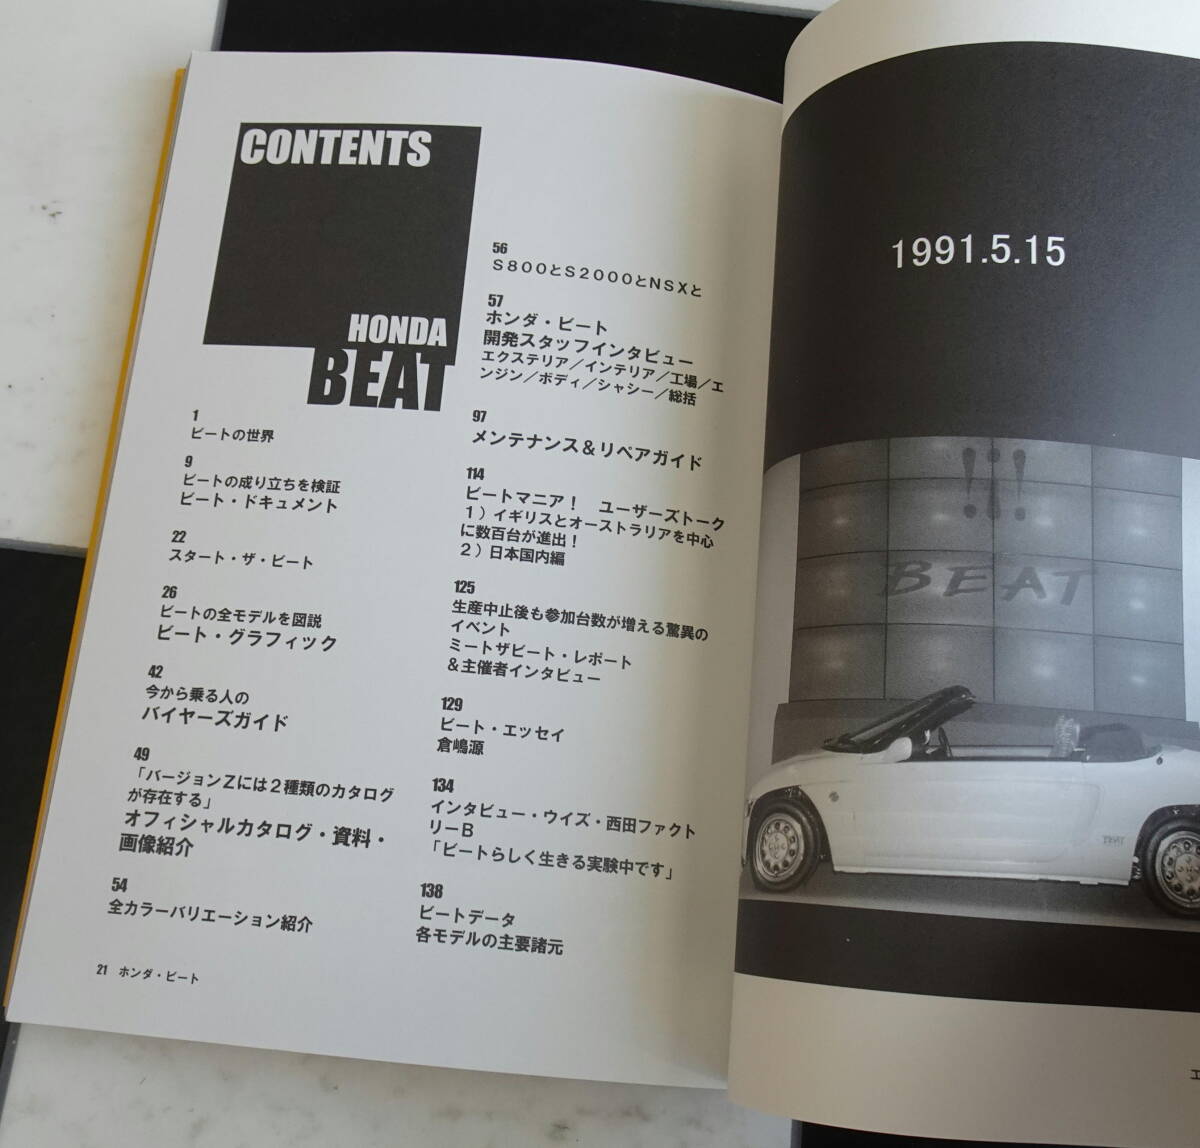 CONTENTS
HONDA
BEAT
1
ビートの世界
9
ビートの成り立ちを検証
ビート・ドキュメント
22
スタート・ザ・ビート
26
ビートの全モデルを図説
ビート・グラフィック
42
今から乗る人の
バイヤーズガイド
49
「バージョンZには２種類のカタログ
が存在する」
オフィシャルカタログ・資料・
画像紹介
54
全カラーバリエーション紹介
56
Ｓ８００とＳ２０００とＮＳＸと
57
ホンダ・ビート
開発スタッフインタビュー
エクステリア／インテリア／工場／エ
ンジン／ボディ／シャシー／総括
97
メンテナンス＆リペアガイド
114
ビートマニア！　ユーザーズトーク
１）イギリスとオーストラリアを中心
に数百台が進出！
２）日本国内編
125
生産中止後も参加台数が増える驚異の
イベント
ミートザビート・レポート
＆主催者インタビュー
129
ビート・エッセイ
倉嶋源
134
インタビュー・ウイズ・西田ファクト
リーＢ
「ビートらしく生きる実験中です」
138
ビートデータ
各モデルの主要諸元
21 ホンダ・ビート
1991.5.15
BEAT
BEAT
エ